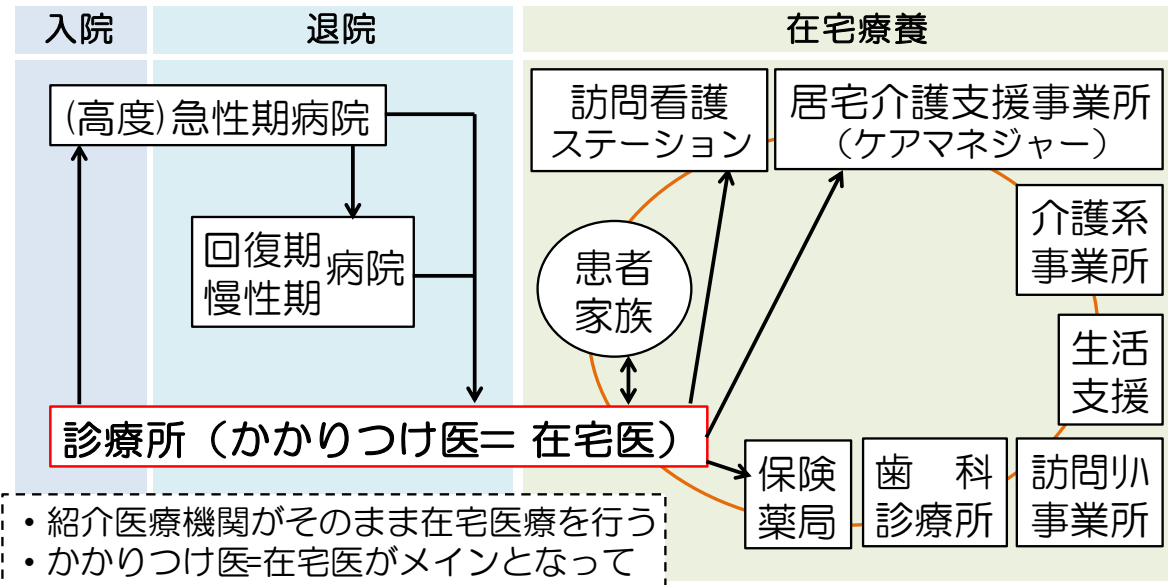 入院
退院
在宅療養
(高度)急性期病院
回復期
慢性期
病院
訪問看護
ステーション
居宅介護支援事業所
（ケアマネジャー）
介護系
事業所
患者
家族
生活
支援
診療所（かかりつけ医＝ 在宅医）
保険
薬局
歯　科
診療所
訪問リハ
事業所
・紹介医療機関がそのまま在宅医療を行う
・かかりつけ医=在宅医がメインとなって